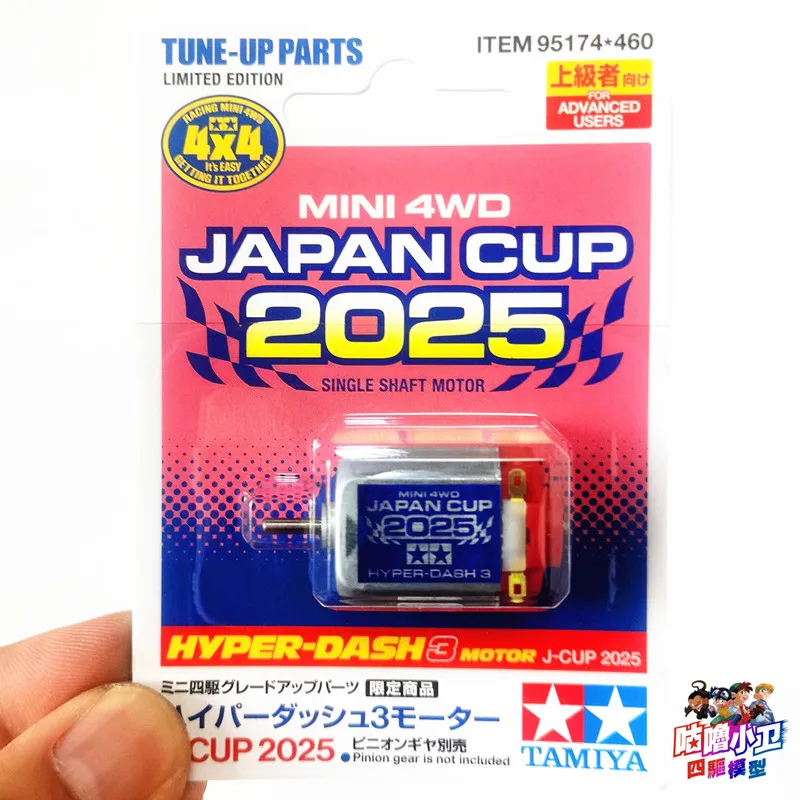 TUNE-UP PARTS
LIMITED EDITION
ITEM 95174*460
上級者向け
FOR
ADVANCED
USERS
RACING MINI 4WD
4x4
It's EASY
GETTING IT TOGETHER
MINI 4WD
JAPAN CUP
2025
SINGLE SHAFT MOTOR
MINI 4WD
JAPAN CUP
2025
HYPER-DASH 3
HYPER-DASH3 MOTOR J-CUP 2025
ミニ四駆グレードアップパーツ 限定商品
イパーダッシュ3モーター
CUP 2025 ●ピニオンギヤ別売
●Pinion gear is not included
TAMIYA
咕噜小卫
四驅模型